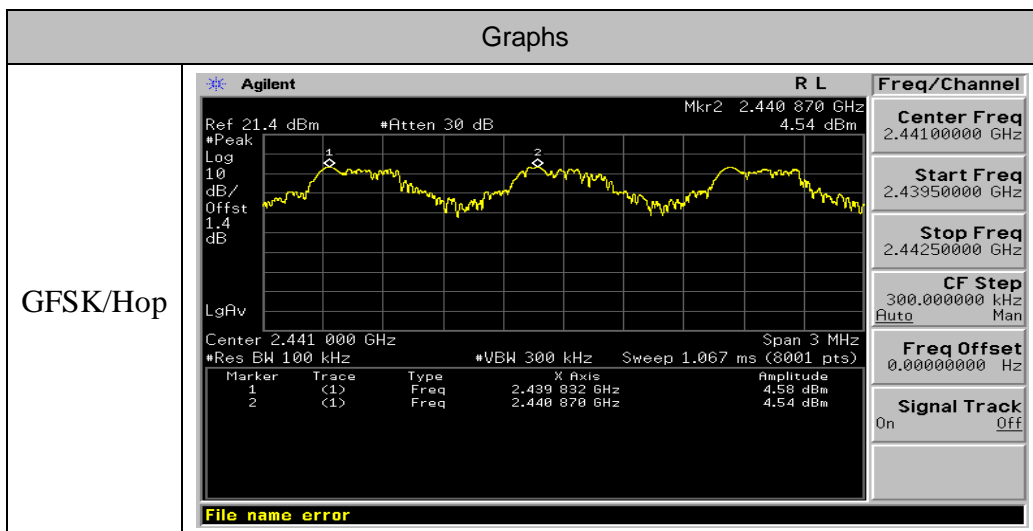 Graphs
GFSK/Hop
Agilent
R L
Mkr2 2.440 870 GHz
Ref 21.4 dBm
#Atten 30 dB
4.54 dBm
#Peak
Log
10
dB/
Offst
1.4
dB
LgAv
1
2
Center 2.441 000 GHz
Span 3 MHz
#Res BW 100 kHz
#VBW 300 kHz
Sweep 1.067 ms (8001 pts)
Marker Trace Type X Axis Amplitude
1 (1) Freq 2.439 832 GHz 4.58 dBm
2 (1) Freq 2.440 870 GHz 4.54 dBm
File name error
Freq/Channel
Center Freq
2.44100000 GHz
Start Freq
2.43950000 GHz
Stop Freq
2.44250000 GHz
CF Step
300.000000 kHz
Auto Man
Freq Offset
0.00000000 Hz
Signal Track
On Off